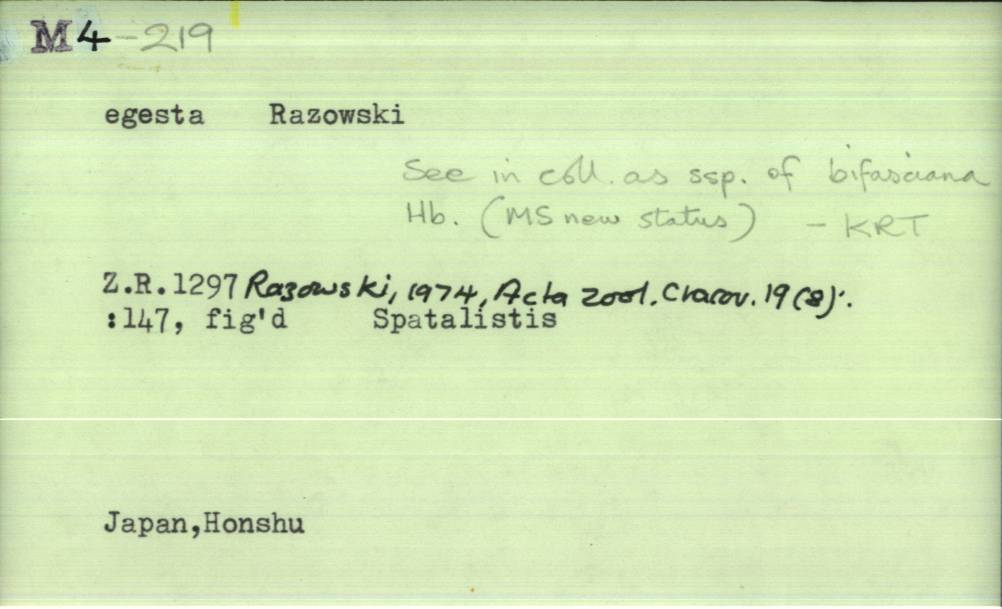 M4-219
egesta Razowski
See in coll. as ssp. of bifasciana
Hb. (MS new status) - KRT
Z.R.1297 Razowski, 1974, Acta zool. Cracov. 19(8):
:147, fig'd Spatalistis
Japan,Honshu